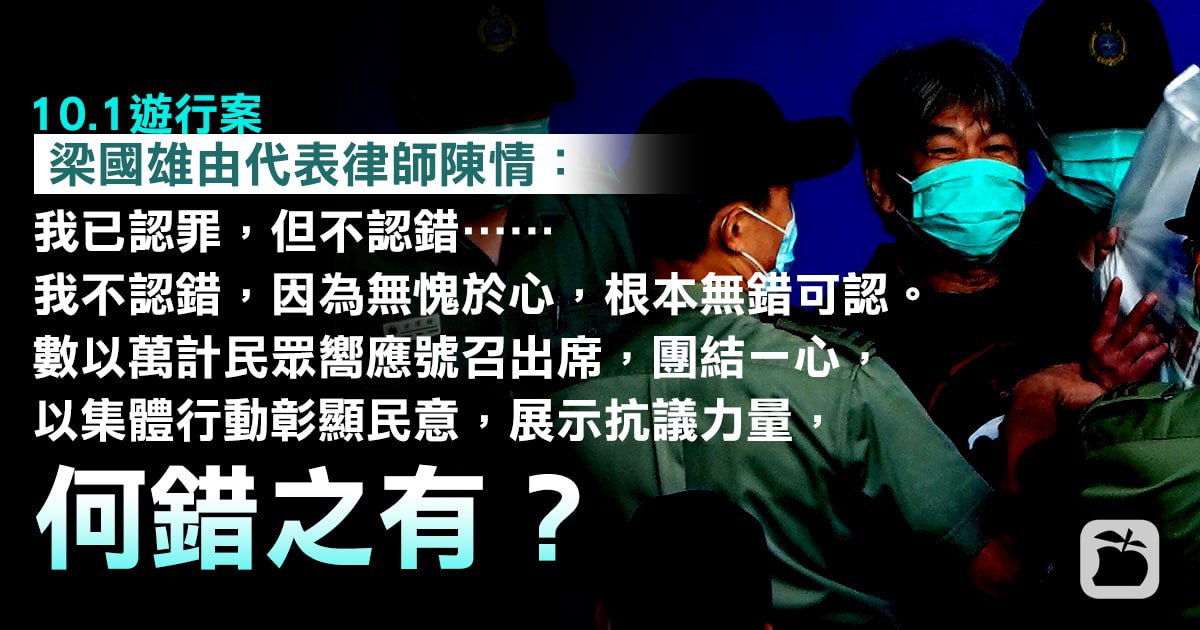 10.1遊行案
梁國雄由代表律師陳情：
我已認罪，但不認錯⋯⋯
我不認錯，因為無愧於心，根本無錯可認。
數以萬計民眾嚮應號召出席，團結一心，
以集體行動彰顯民意，展示抗議力量，
何錯之有？